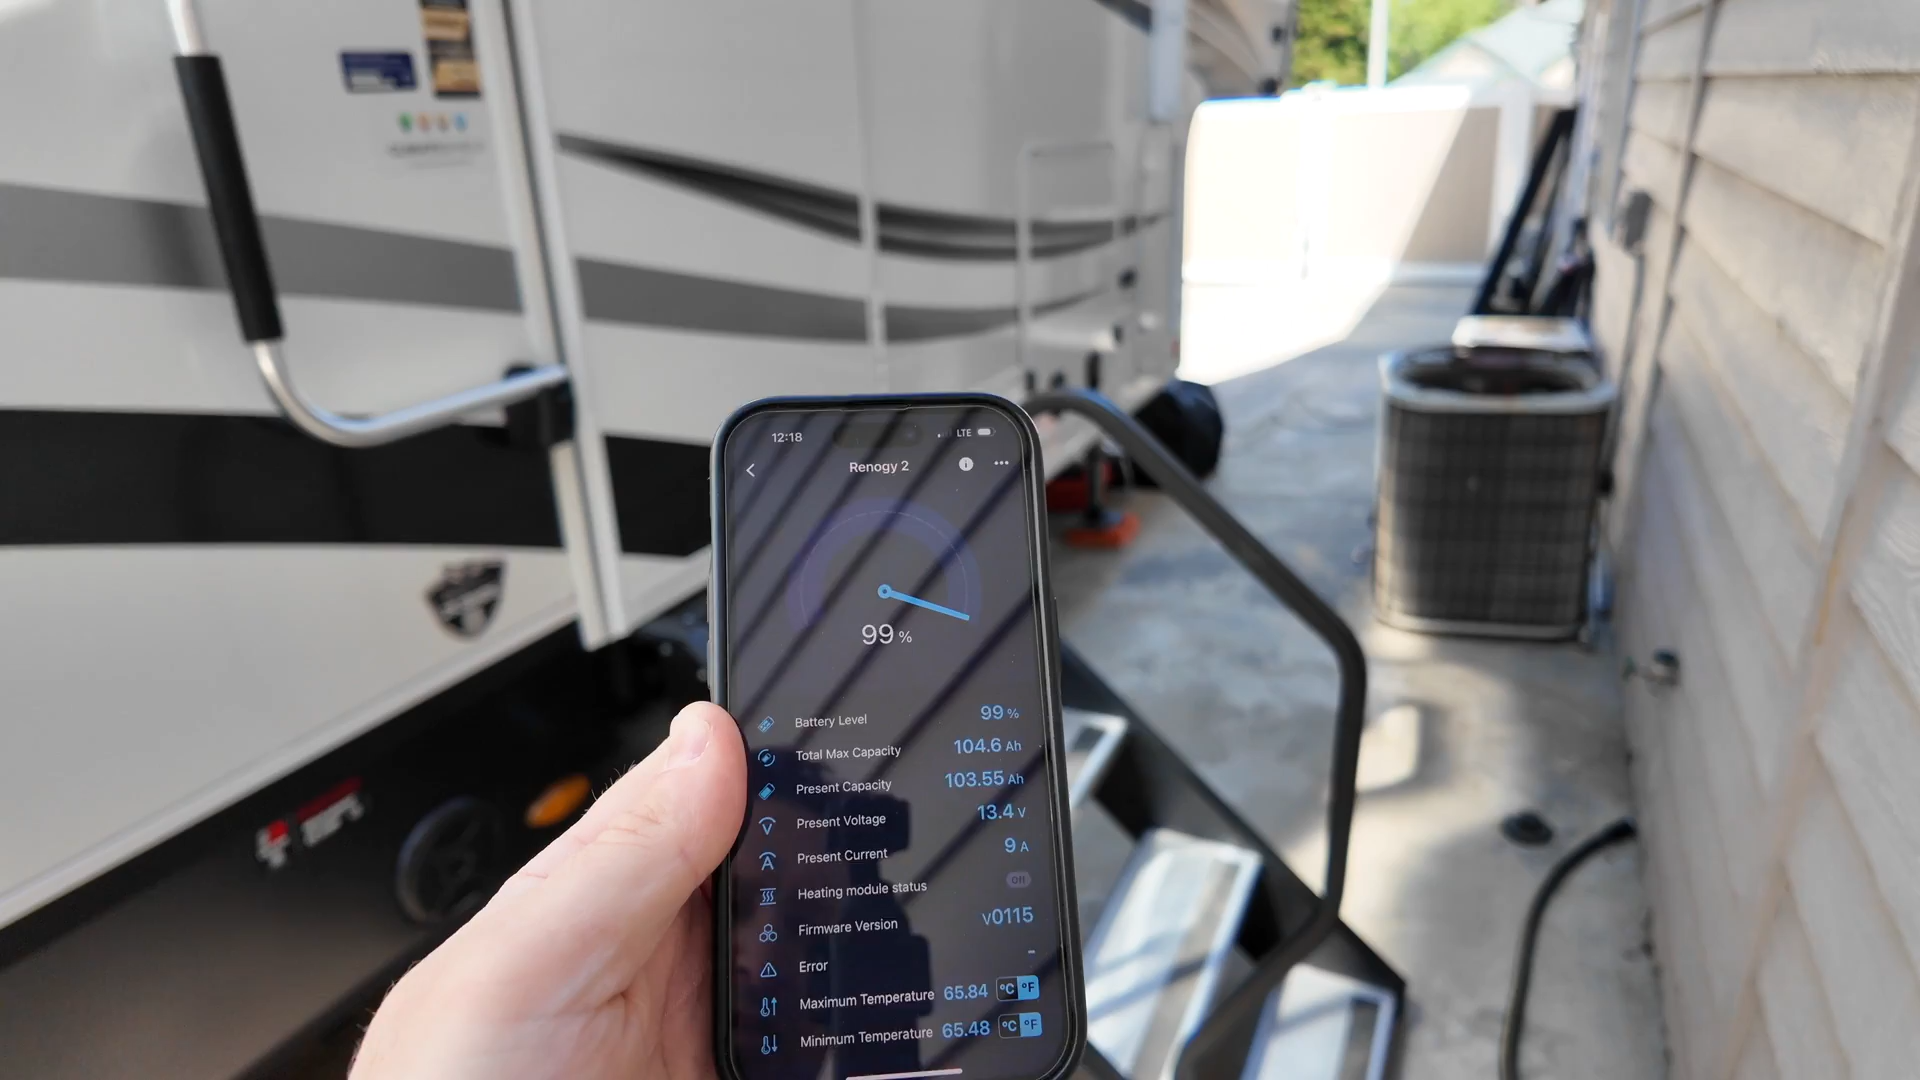 12:18
LTE
Renogy 2
99 %
Battery Level 99 %
Total Max Capacity 104.6 Ah
Present Capacity 103.55 Ah
Present Voltage 13.4 V
Present Current 9 A
Heating module status Off
Firmware Version v0115
Error -
Maximum Temperature 65.84 °C °F
Minimum Temperature 65.48 °C °F